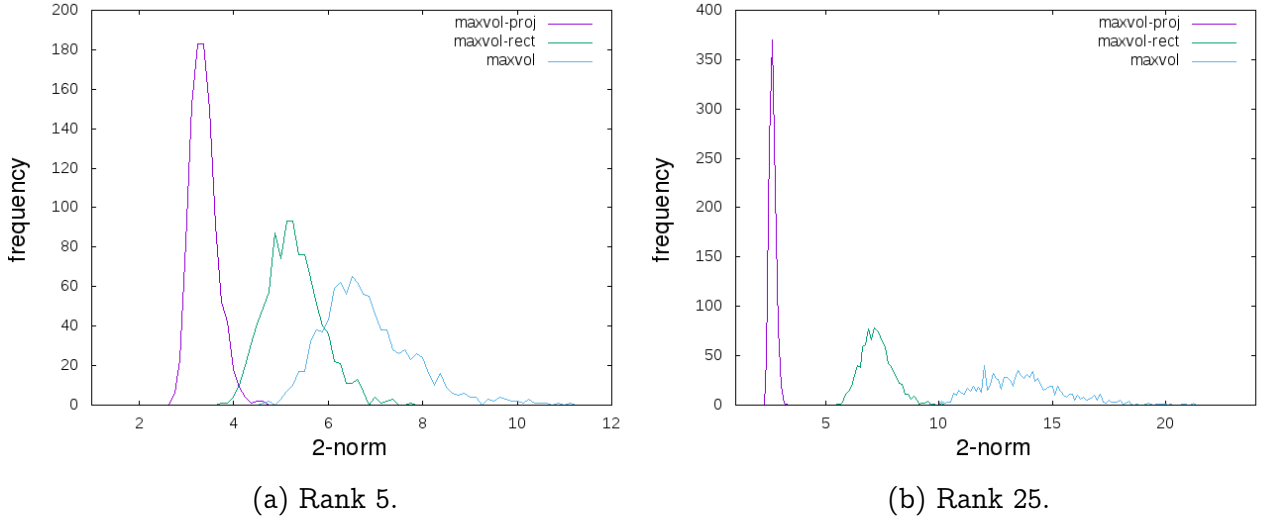 200
180
160
140
120
100
80
60
40
20
0
frequency
2
4
6
8
10
12
2-norm
maxvol-proj
maxvol-rect
maxvol
(a) Rank 5.
400
350
300
250
200
150
100
50
0
frequency
5
10
15
20
2-norm
maxvol-proj
maxvol-rect
maxvol
(b) Rank 25.